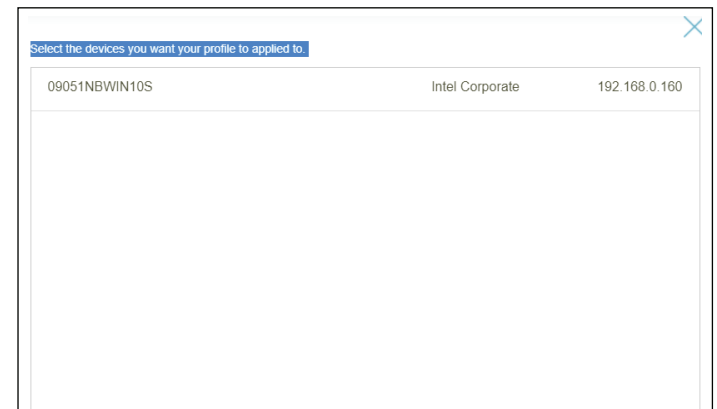 Select the devices you want your profile to applied to.
09051NBWIN10S Intel Corporate 192.168.0.160